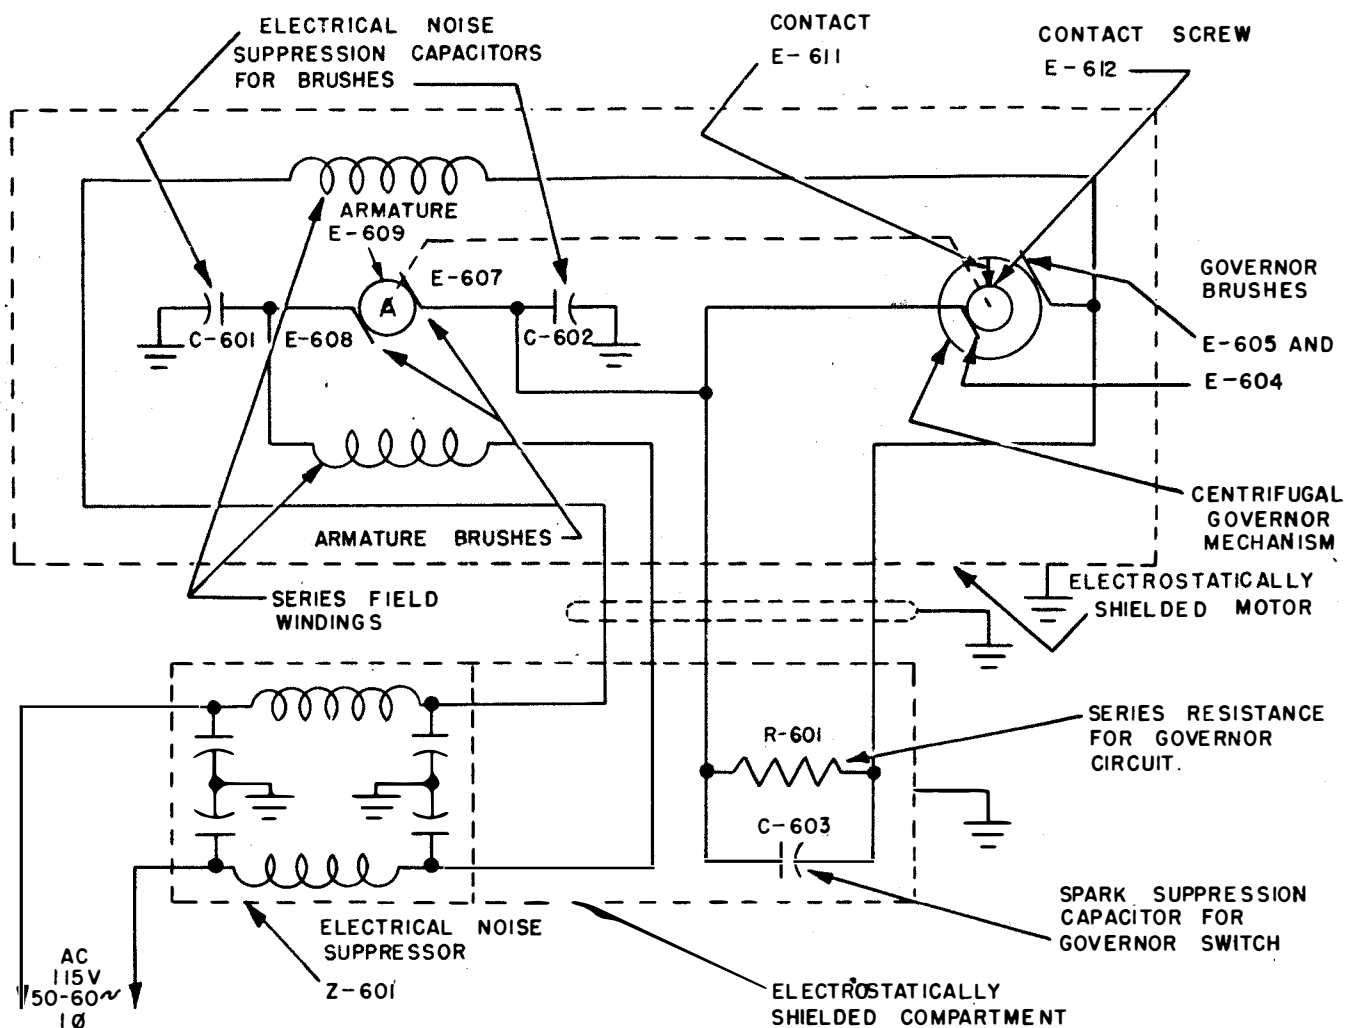 ELECTRICAL NOISE
SUPPRESSION CAPACITORS
FOR BRUSHES
CONTACT
E-611
CONTACT SCREW
E-612
ARMATURE
E-609
E-607
C-601
E-608
C-602
GOVERNOR
BRUSHES
E-605 AND
E-604
A
ARMATURE BRUSHES
CENTRIFUGAL
GOVERNOR
MECHANISM
SERIES FIELD
WINDINGS
ELECTROSTATICALLY
SHIELDED MOTOR
R-601
SERIES RESISTANCE
FOR GOVERNOR
CIRCUIT.
C-603
SPARK SUPPRESSION
CAPACITOR FOR
GOVERNOR SWITCH
ELECTRICAL NOISE
SUPPRESSOR
Z-601
AC
115V
50-60~
1Ø
ELECTROSTATICALLY
SHIELDED COMPARTMENT